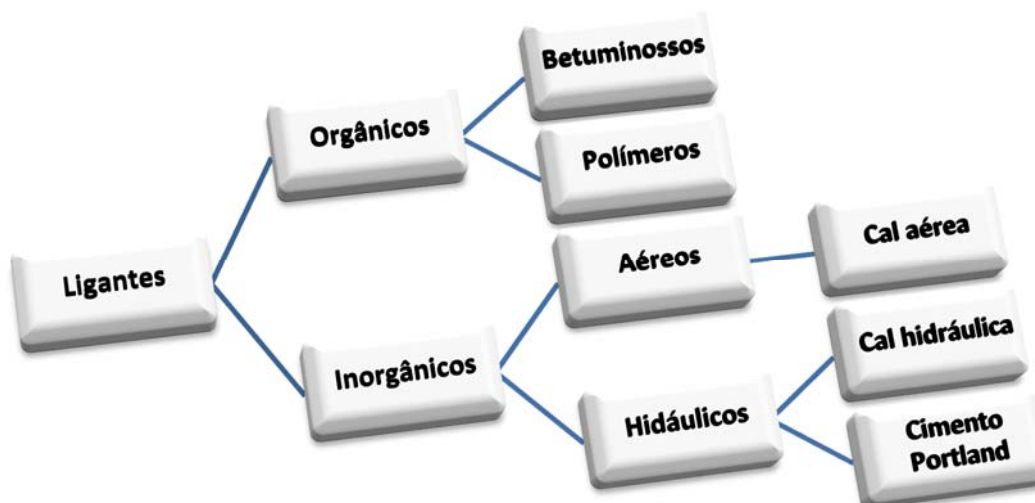 Betuminossos
Orgânicos
Polímeros
Ligantes
Aéreos
Cal aérea
Inorgânicos
Cal hidráulica
Hidáulicos
Cimento
Portland